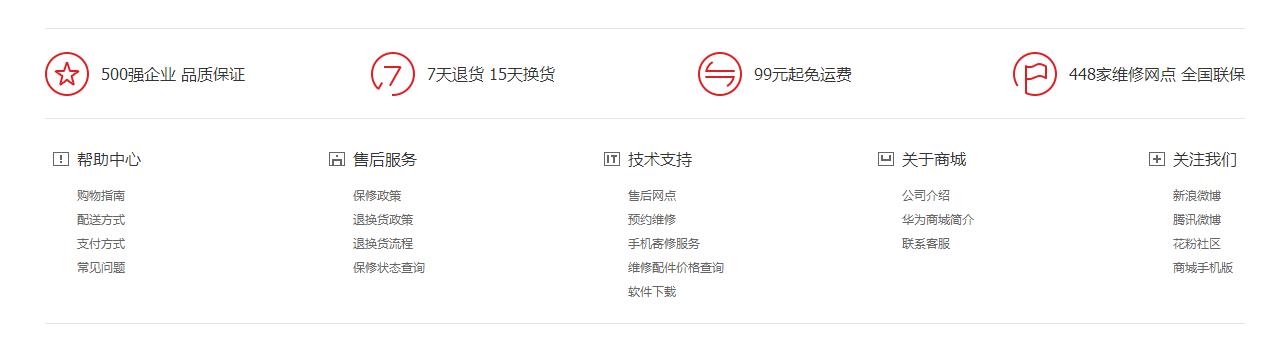 500强企业 品质保证
7天退货 15天换货
99元起免运费
448家维修网点 全国联保
帮助中心
购物指南
配送方式
支付方式
常见问题
售后服务
保修政策
退换货政策
退换货流程
保修状态查询
技术支持
售后网点
预约维修
手机寄修服务
维修配件价格查询
软件下载
关于商城
公司介绍
华为商城简介
联系客服
关注我们
新浪微博
腾讯微博
花粉社区
商城手机版